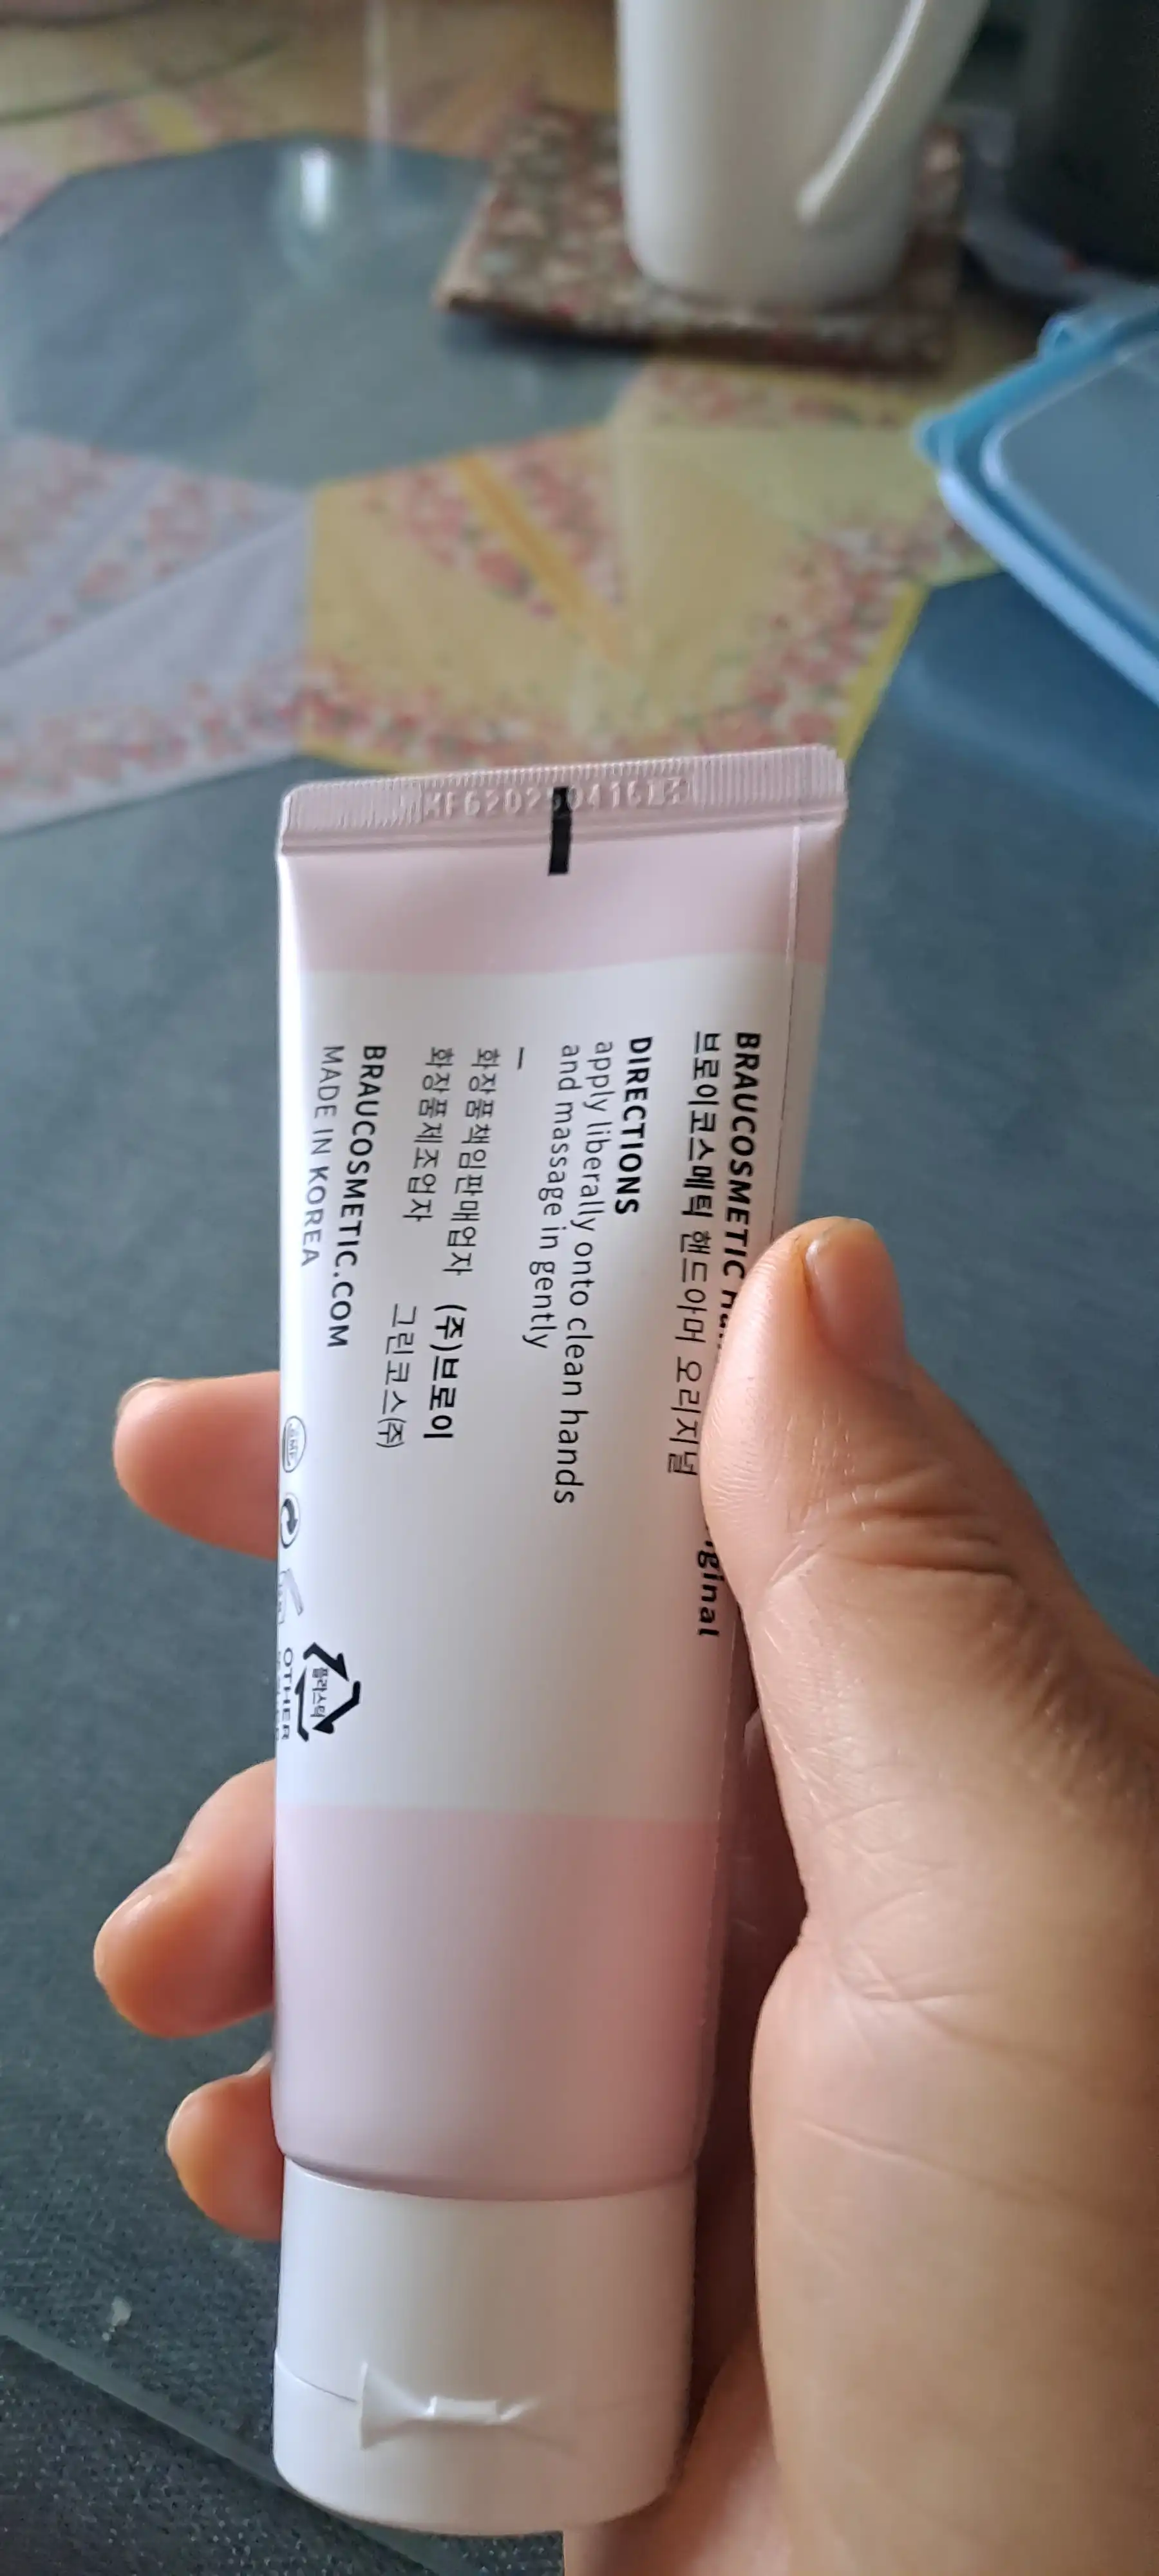 BRAUCOSMETIC
브로이코스메틱 핸드아머 오리지널
DIRECTIONS
apply liberally onto clean hands
and massage in gently
화장품책임판매업자 (주)브로이
화장품제조업자 그린코스(주)
BRAUCOSMETIC.COM
MADE IN KOREA
플라스틱
OTHER